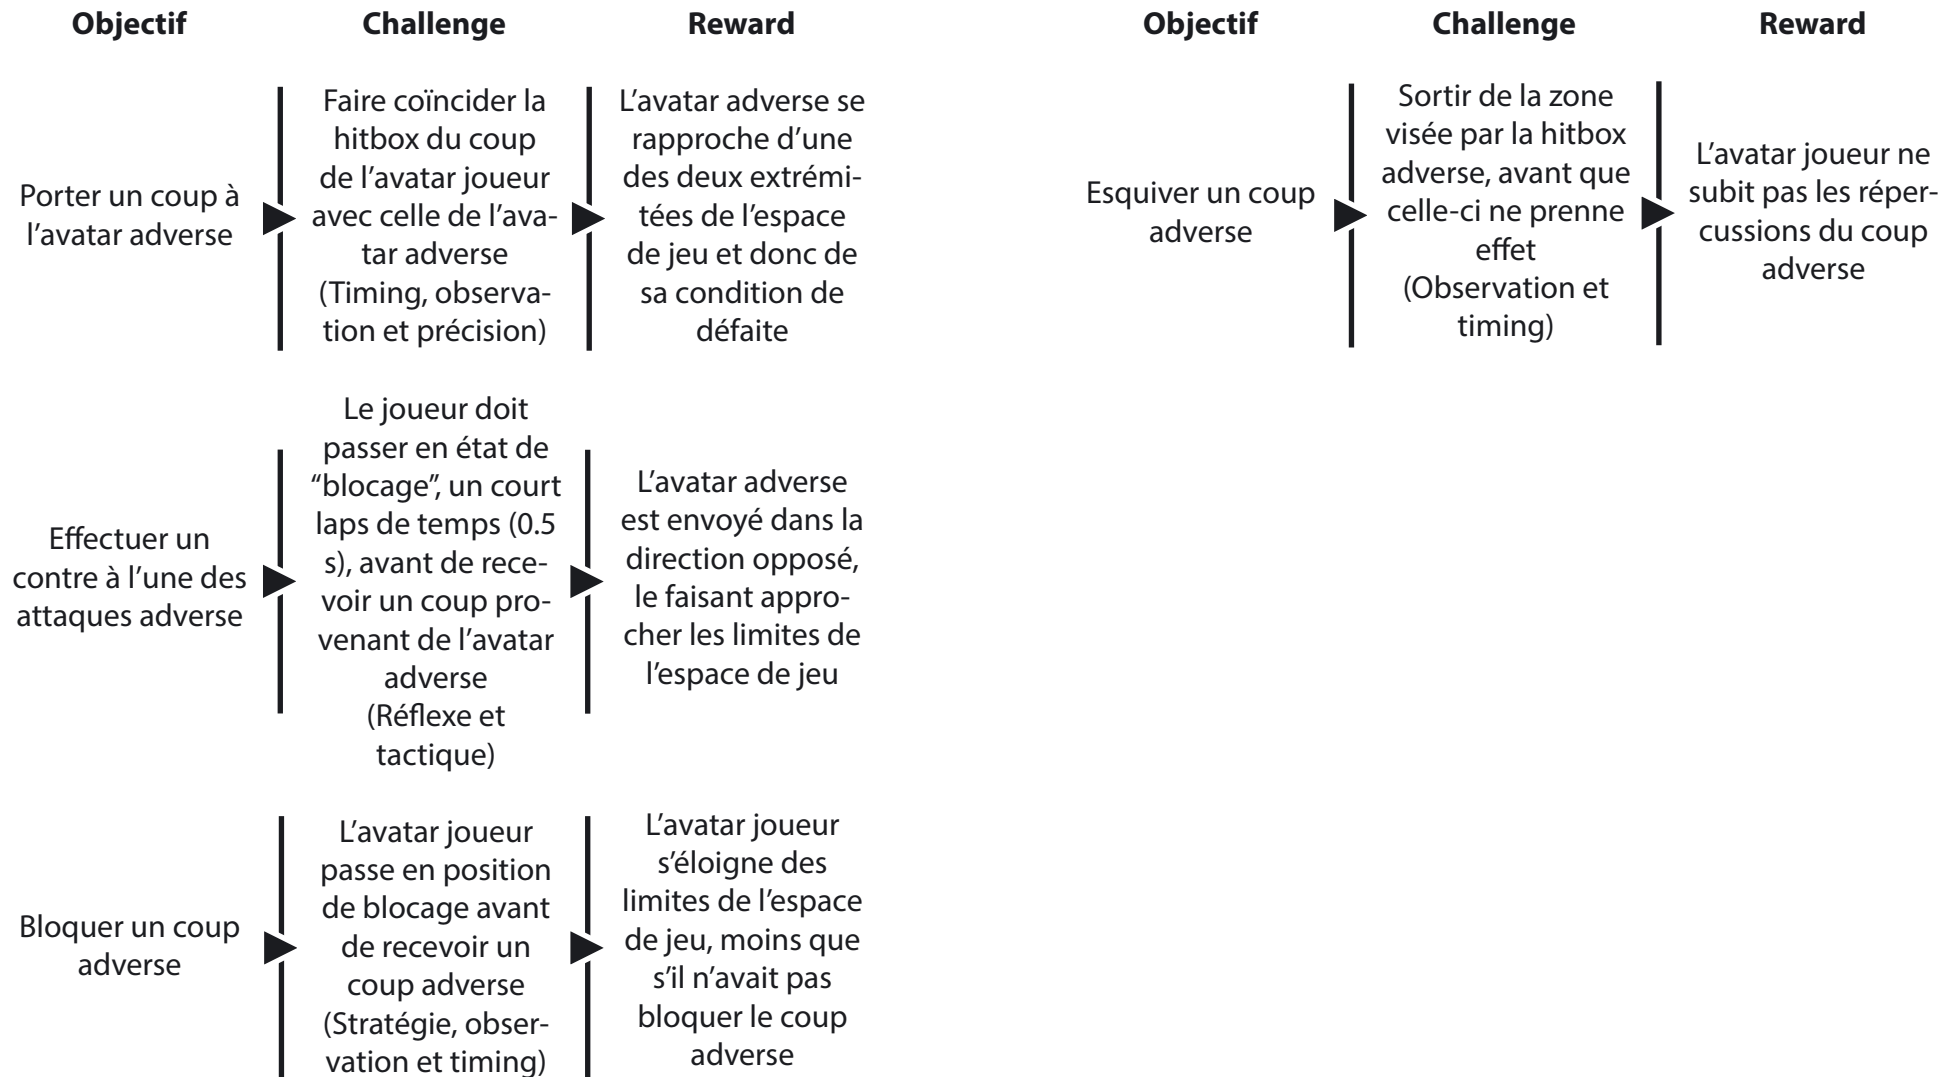 Objectif
Challenge
Reward
Porter un coup à
l'avatar adverse
Faire coïncider la
hitbox du coup
de l'avatar joueur
avec celle de l'ava-
tar adverse
(Timing, observa-
tion et précision)
L'avatar adverse se
rapproche d'une
des deux extrémi-
tées de l'espace
de jeu et donc de
sa condition de
défaite
Effectuer un
contre à l'une des
attaques adverse
Le joueur doit
passer en état de
“blocage”, un court
laps de temps (0.5
s), avant de rece-
voir un coup pro-
venant de l'avatar
adverse
(Réflexe et
tactique)
L'avatar adverse
est envoyé dans la
direction opposé,
le faisant appro-
cher les limites de
l'espace de jeu
Bloquer un coup
adverse
L'avatar joueur
passe en position
de blocage avant
de recevoir un
coup adverse
(Stratégie, obser-
vation et timing)
L'avatar joueur
s'éloigne des
limites de l'espace
de jeu, moins que
s'il n'avait pas
bloquer le coup
adverse
Objectif
Challenge
Reward
Esquiver un coup
adverse
Sortir de la zone
visée par la hitbox
adverse, avant que
celle-ci ne prenne
effet
(Observation et
timing)
L'avatar joueur ne
subit pas les réper-
cussions du coup
adverse